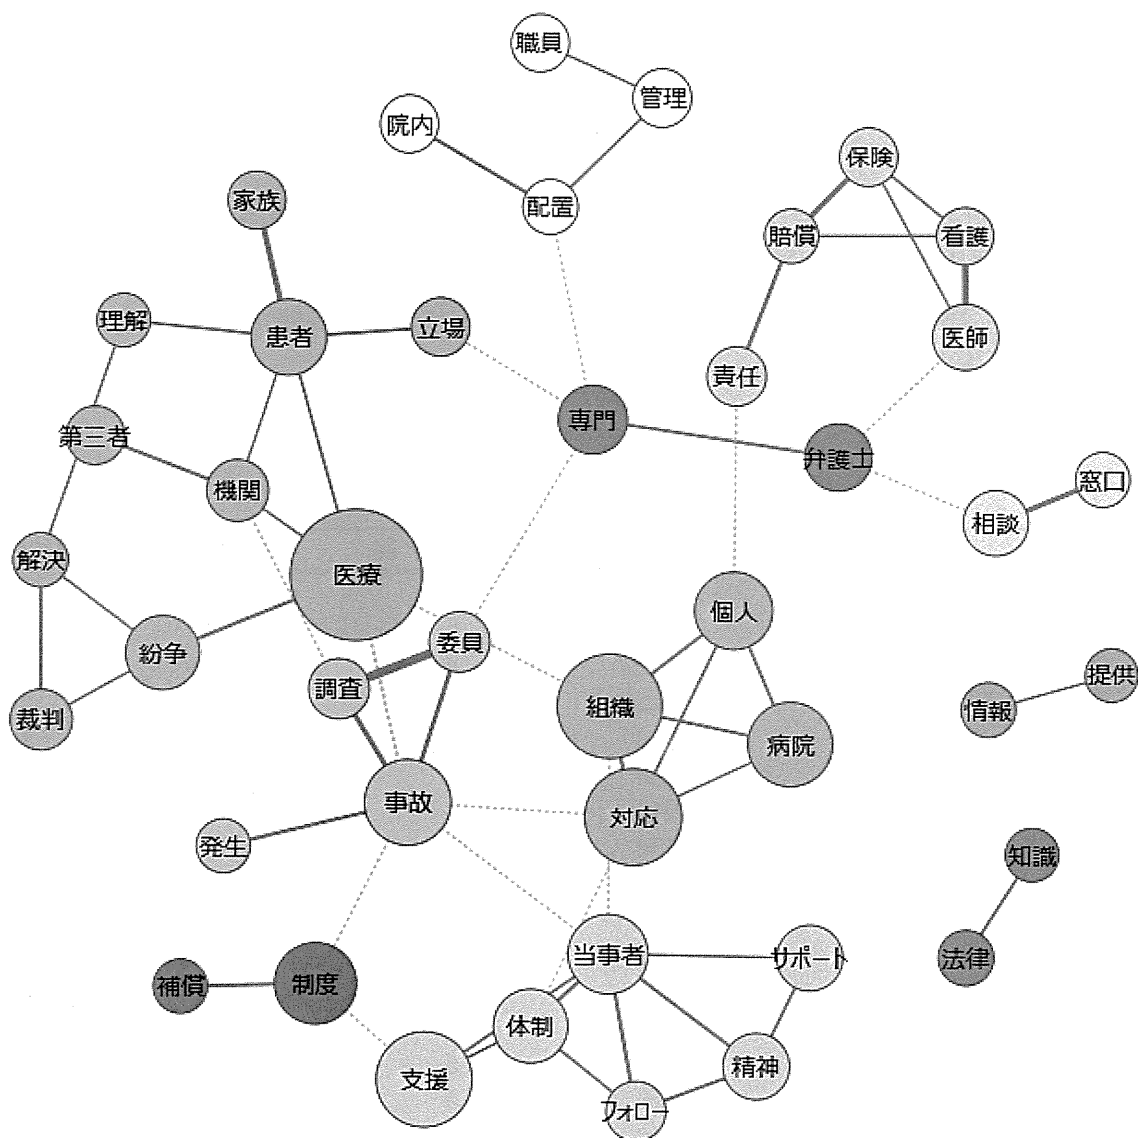 職員
管理
院内
配置
保険
賠償
看護
医師
責任
家族
理解
患者
立場
専門
第三者
機関
弁護士
窓口
相談
解決
医療
委員
個人
紛争
調査
組織
提供
情報
裁判
病院
事故
対応
発生
知識
補償
制度
当事者
サポート
法律
体制
支援
精神
フォロー